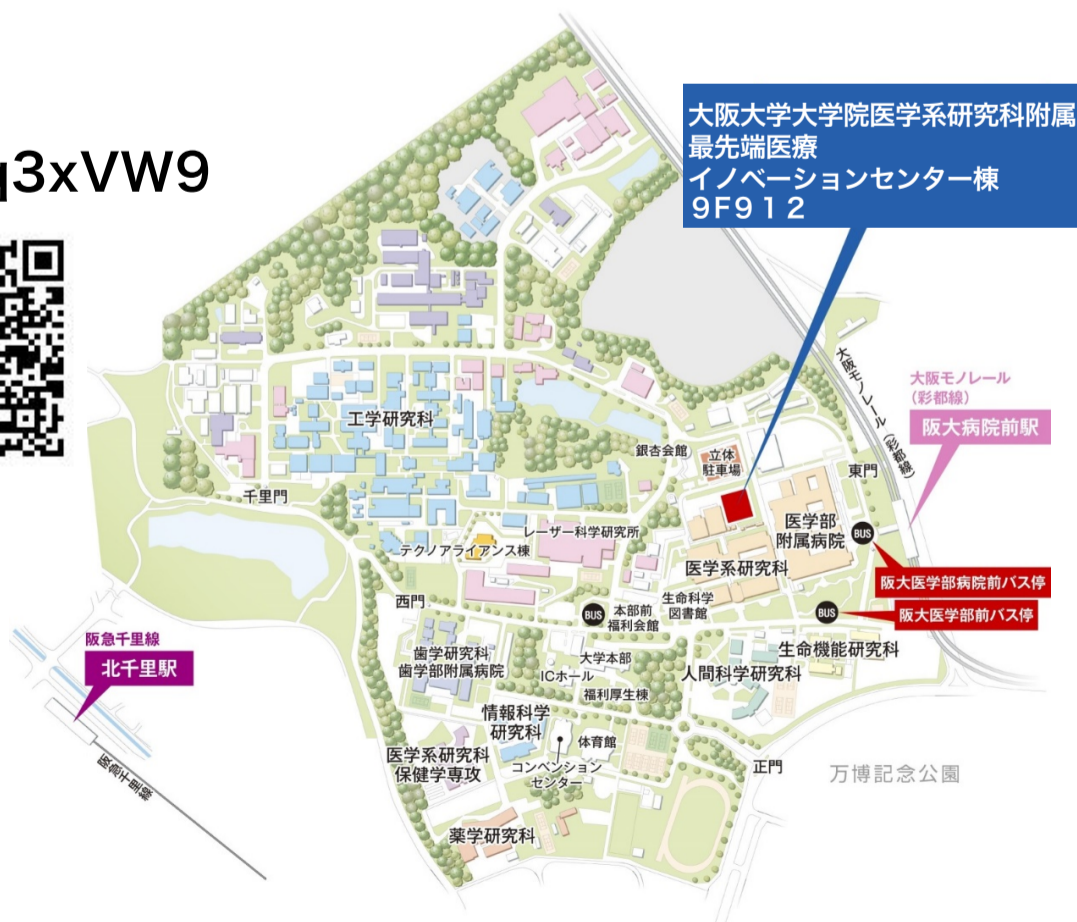 q3xVW9
大阪大学大学院医学系研究科附属
最先端医療
イノベーションセンター棟
9F912
大阪モノレール(彩都線)
大阪モノレール
(彩都線)
阪大病院前駅
工学研究科
銀杏会館
立体
駐車場
東門
千里門
レーザー科学研究所
テクノアライアンス棟
医学部
附属病院
BUS
医学系研究科
阪大医学部病院前バス停
西門
BUS
本部前
福利会館
生命科学
図書館
BUS
阪大医学部前バス停
阪急千里線
北千里駅
歯学研究科
歯学部附属病院
大学本部
ICホール
福利厚生棟
人間科学研究科
生命機能研究科
情報科学
研究科
体育館
医学系研究科
保健学専攻
コンベンション
センター
正門
万博記念公園
阪急千里線
薬学研究科